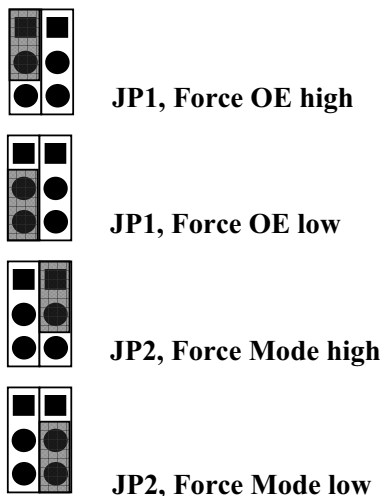 JP1, Force OE high
JP1, Force OE low
JP2, Force Mode high
JP2, Force Mode low